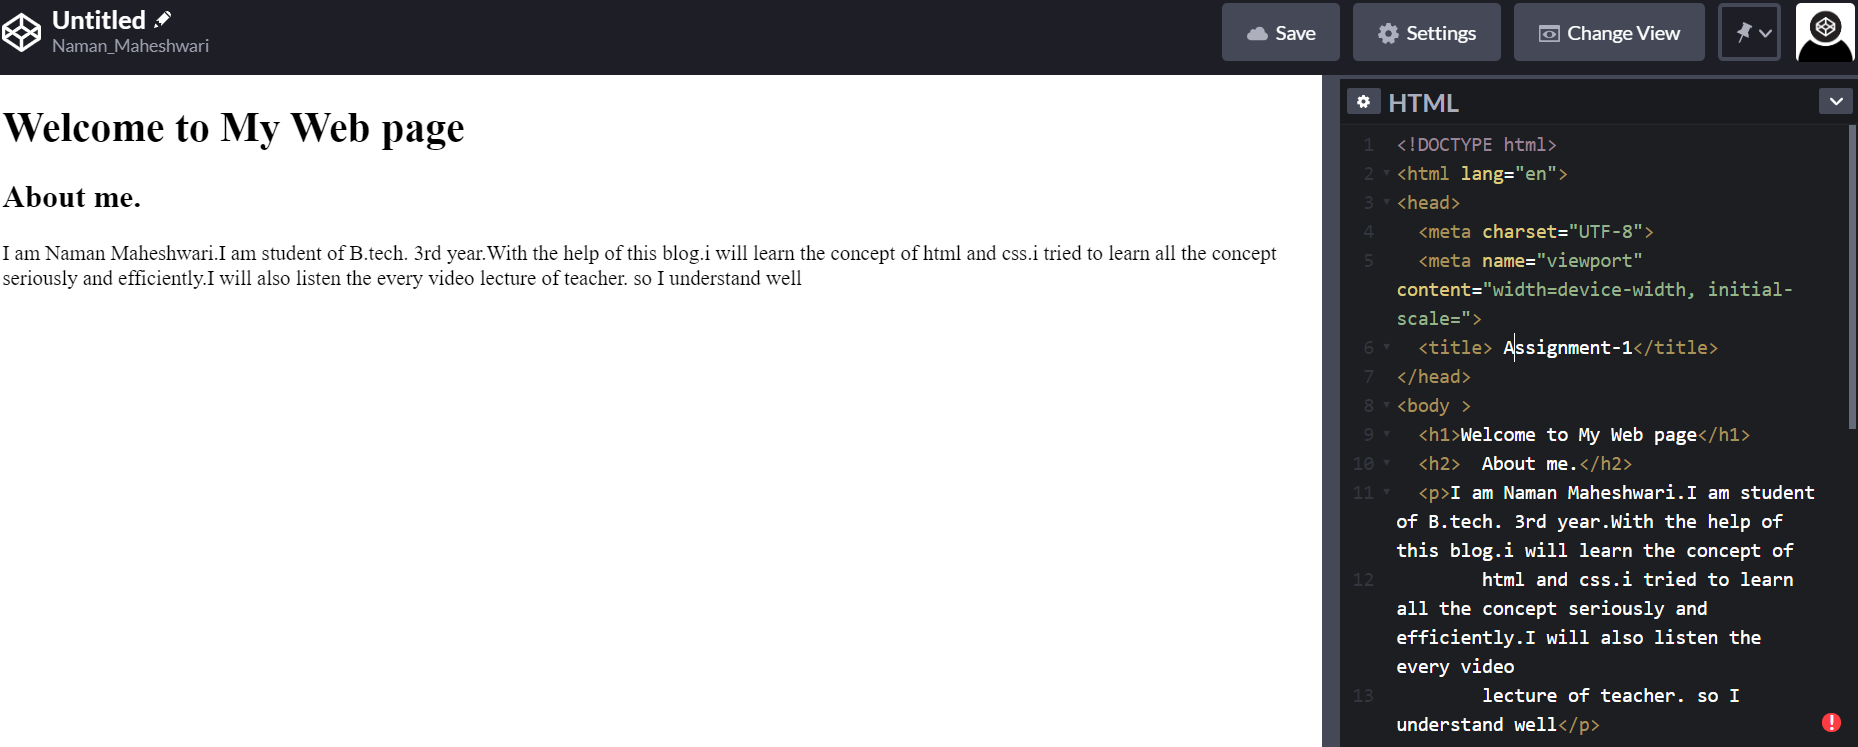 Untitled
Naman_Maheshwari
Save
Settings
Change View
Welcome to My Web page
About me.
I am Naman Maheshwari.I am student of B.tech. 3rd year.With the help of this blog.i will learn the concept of html and css.i tried to learn all the concept
seriously and efficiently.I will also listen the every video lecture of teacher. so I understand well
HTML
1 <!DOCTYPE html>
2 <html lang="en">
3 <head>
4 <meta charset="UTF-8">
5 <meta name="viewport"
content="width=device-width, initial-
scale=">
6 <title> Assignment-1</title>
7 </head>
8 <body >
9 <h1>Welcome to My Web page</h1>
10 <h2>  About me.</h2>
11 <p>I am Naman Maheshwari.I am student
of B.tech. 3rd year.With the help of
this blog.i will learn the concept of
12 html and css.i tried to learn
all the concept seriously and
efficiently.I will also listen the
every video
13 lecture of teacher. so I
understand well</p>